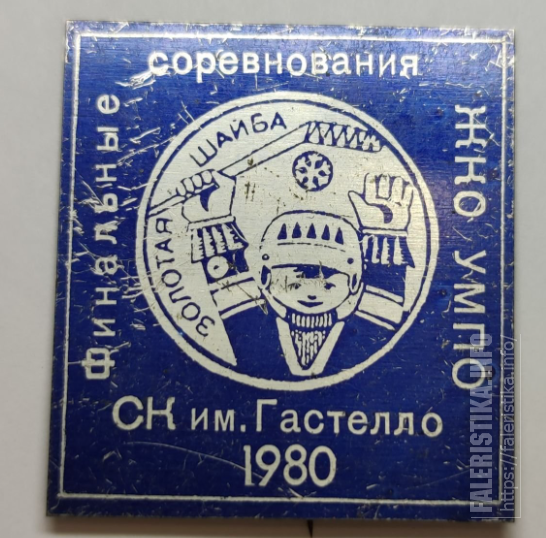 Финальные
соревнования
ЖНО УМПО
ЗОЛОТАЯ ШАЙБА
СК им. Гастелло
1980
FALERISTIKA.INFO
https://faleristika.info/